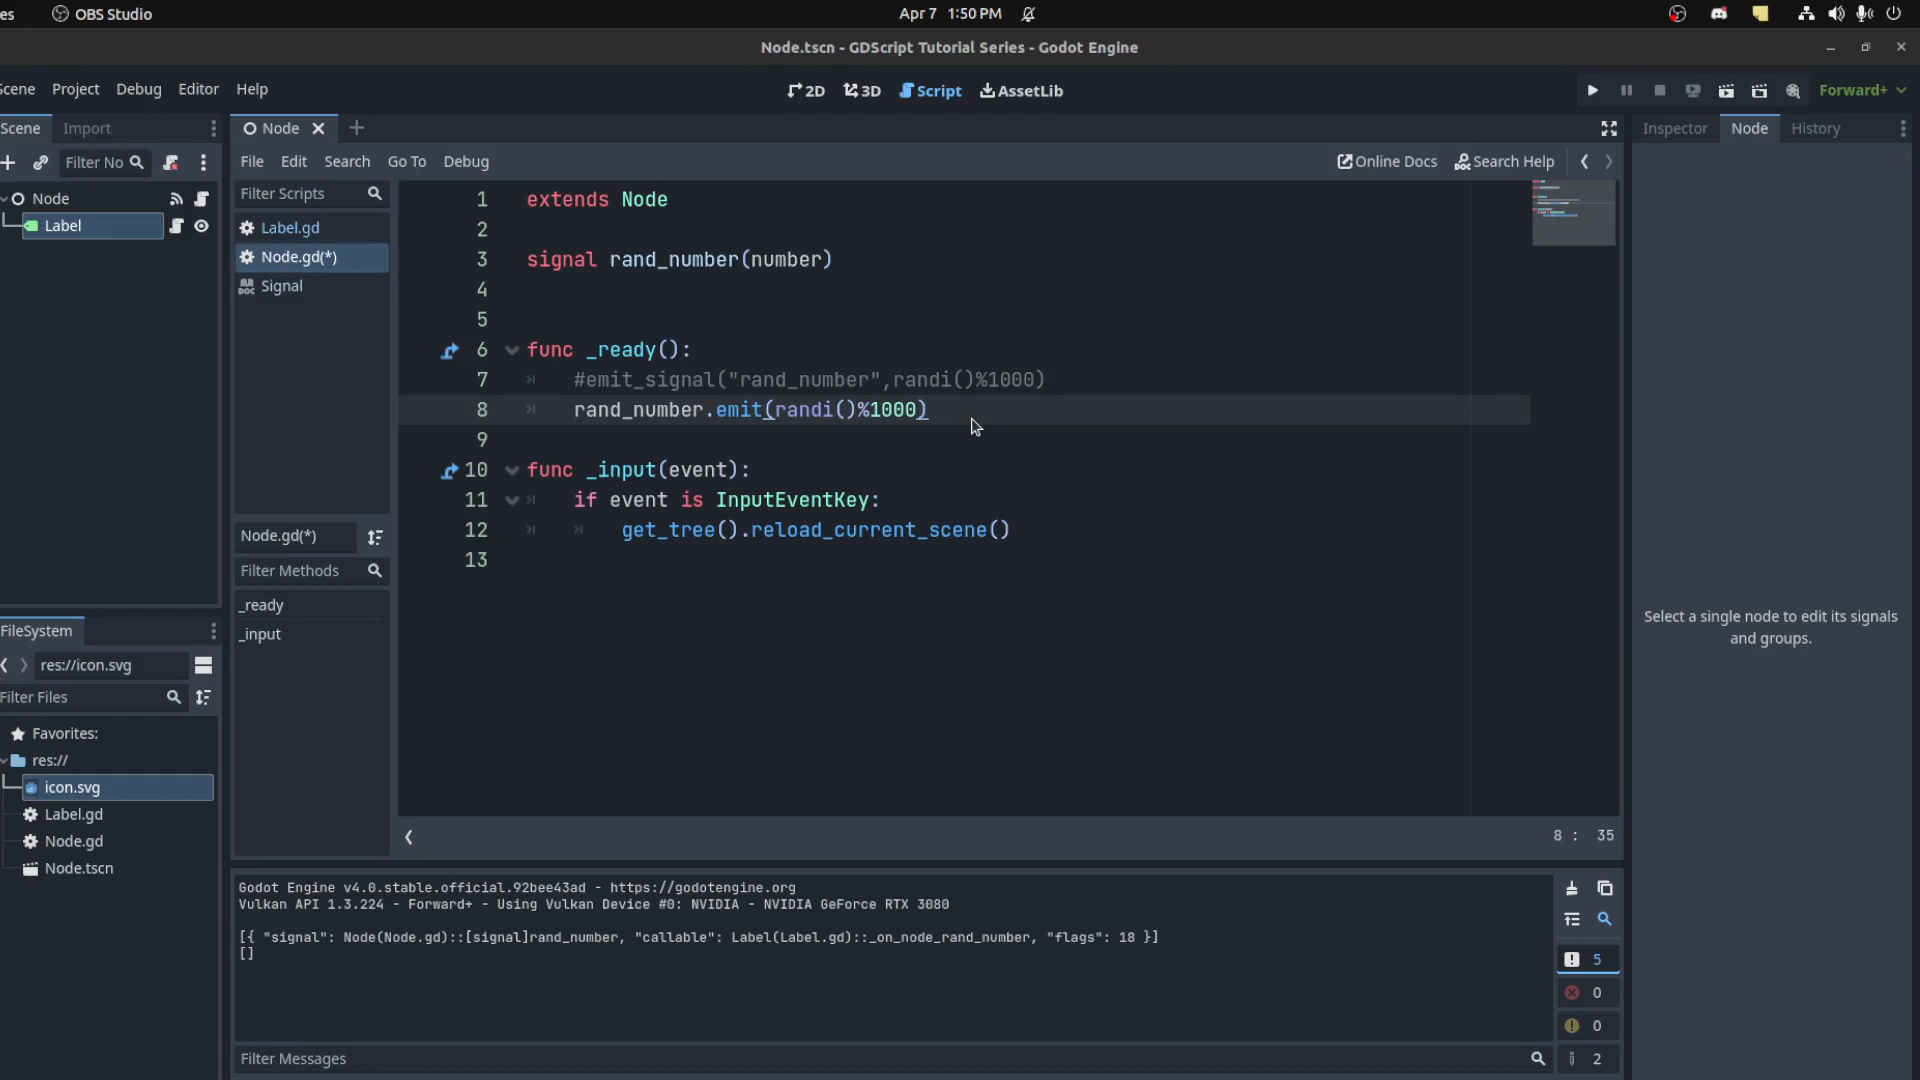 es
OBS Studio
Apr 7 1:50 PM
Node.tscn - GDScript Tutorial Series - Godot Engine
Scene Project Debug Editor Help
2D 3D Script AssetLib
Forward+
Scene Import
Node
Inspector Node History
Filter No
File Edit Search Go To Debug
Online Docs Search Help
Node
Label
Filter Scripts
Label.gd
Node.gd(*)
Signal
Node.gd(*)
Filter Methods
_ready
_input
1 extends Node
2
3 signal rand_number(number)
4
5
6 func _ready():
7 #emit_signal("rand_number",randi()%1000)
8 rand_number.emit(randi()%1000)
9
10 func _input(event):
11 if event is InputEventKey:
12 get_tree().reload_current_scene()
13
8 : 35
Select a single node to edit its signals
and groups.
FileSystem
res://icon.svg
Filter Files
Favorites:
res://
icon.svg
Label.gd
Node.gd
Node.tscn
Godot Engine v4.0.stable.official.92bee43ad - https://godotengine.org
Vulkan API 1.3.224 - Forward+ - Using Vulkan Device #0: NVIDIA - NVIDIA GeForce RTX 3080
[{ "signal": Node(Node.gd)::[signal]rand_number, "callable": Label(Label.gd)::_on_node_rand_number, "flags": 18 }]
[]
5
0
0
2
Filter Messages